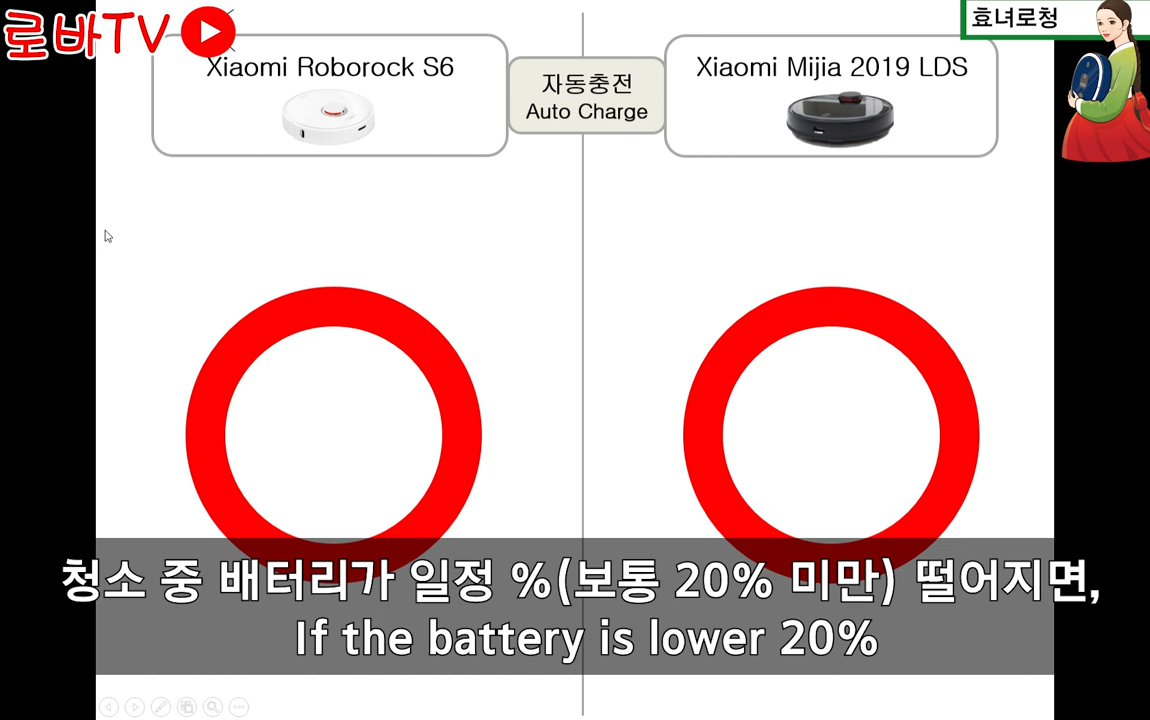 로바TV
효녀로청
Xiaomi Roborock S6
자동충전
Auto Charge
Xiaomi Mijia 2019 LDS
청소 중 배터리가 일정 %(보통 20% 미만) 떨어지면,
If the battery is lower 20%